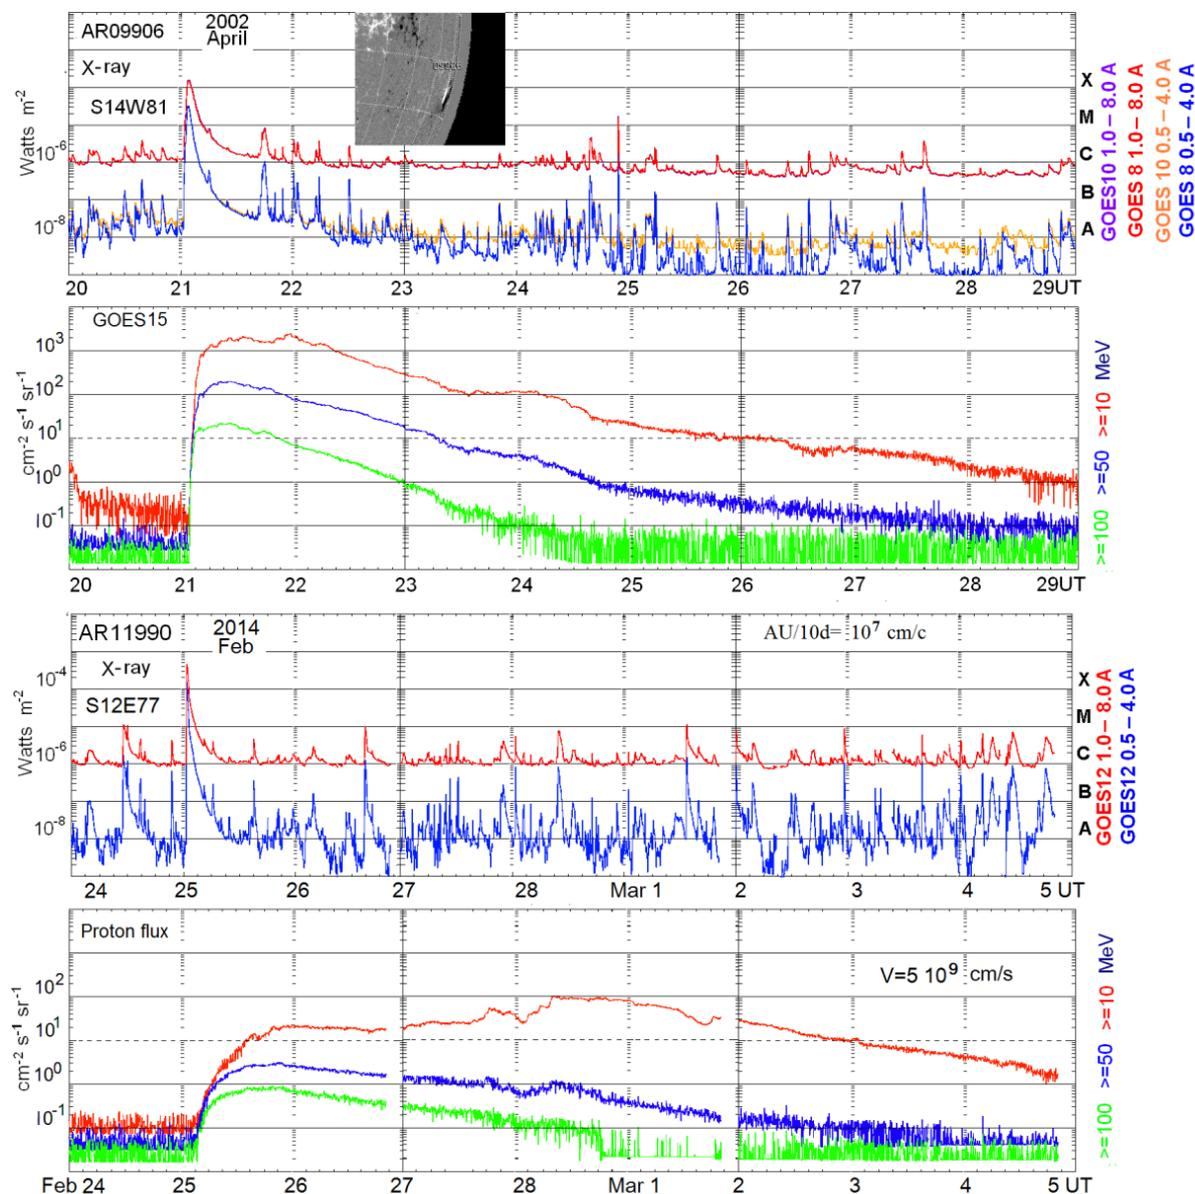 AR09906
2002
April
X-ray
S14W81
Watts m⁻²
10⁻⁶
10⁻⁸
X
M
C
B
A
GOES10 1.0 – 8.0 A
GOES 8 1.0 – 8.0 A
GOES 10 0.5 – 4.0 A
GOES 8 0.5 – 4.0 A
20 21 22 23 24 25 26 27 28 29UT
GOES15
cm⁻² s⁻¹ sr⁻¹
10³
10²
10¹
10⁰
10⁻¹
>=100 >=50 >=10 MeV
20 21 22 23 24 25 26 27 28 29UT
AR11990
2014
Feb
X-ray
S12E77
AU/10d= 10⁷ cm/c
Watts m⁻²
10⁻⁴
10⁻⁶
10⁻⁸
X
M
C
B
A
GOES12 1.0 – 8.0 A
GOES12 0.5 – 4.0 A
24 25 26 27 28 Mar 1 2 3 4 5 UT
Proton flux
V=5 10⁹ cm/s
cm⁻² s⁻¹ sr⁻¹
10²
10¹
10⁰
10⁻¹
>=100 >=50 >=10 MeV
Feb 24 25 26 27 28 Mar 1 2 3 4 5 UT